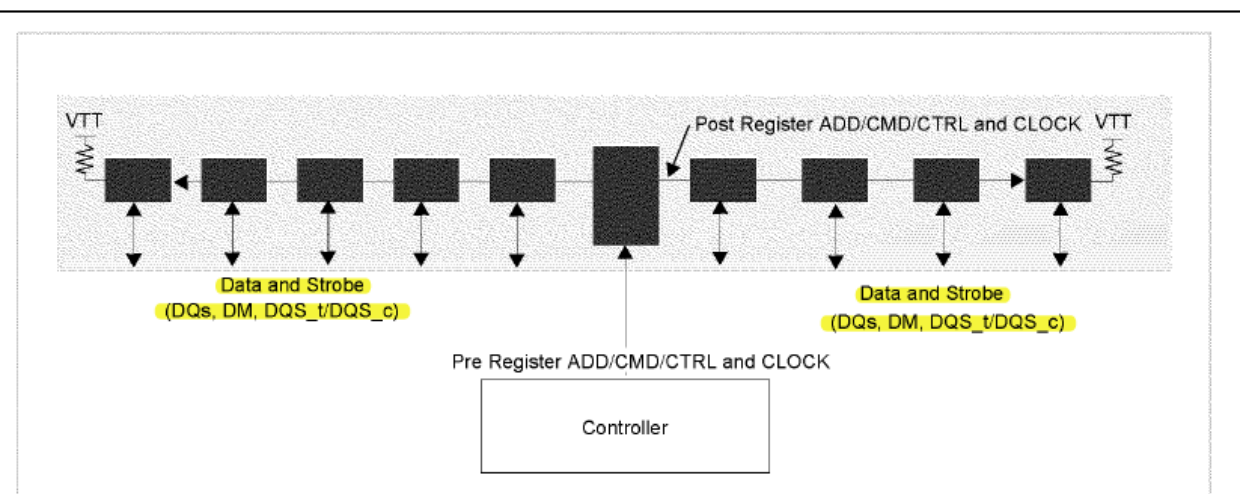 VTT
Post Register ADD/CMD/CTRL and CLOCK VTT
Data and Strobe
(DQs, DM, DQS_t/DQS_c)
Data and Strobe
(DQs, DM, DQS_t/DQS_c)
Pre Register ADD/CMD/CTRL and CLOCK
Controller